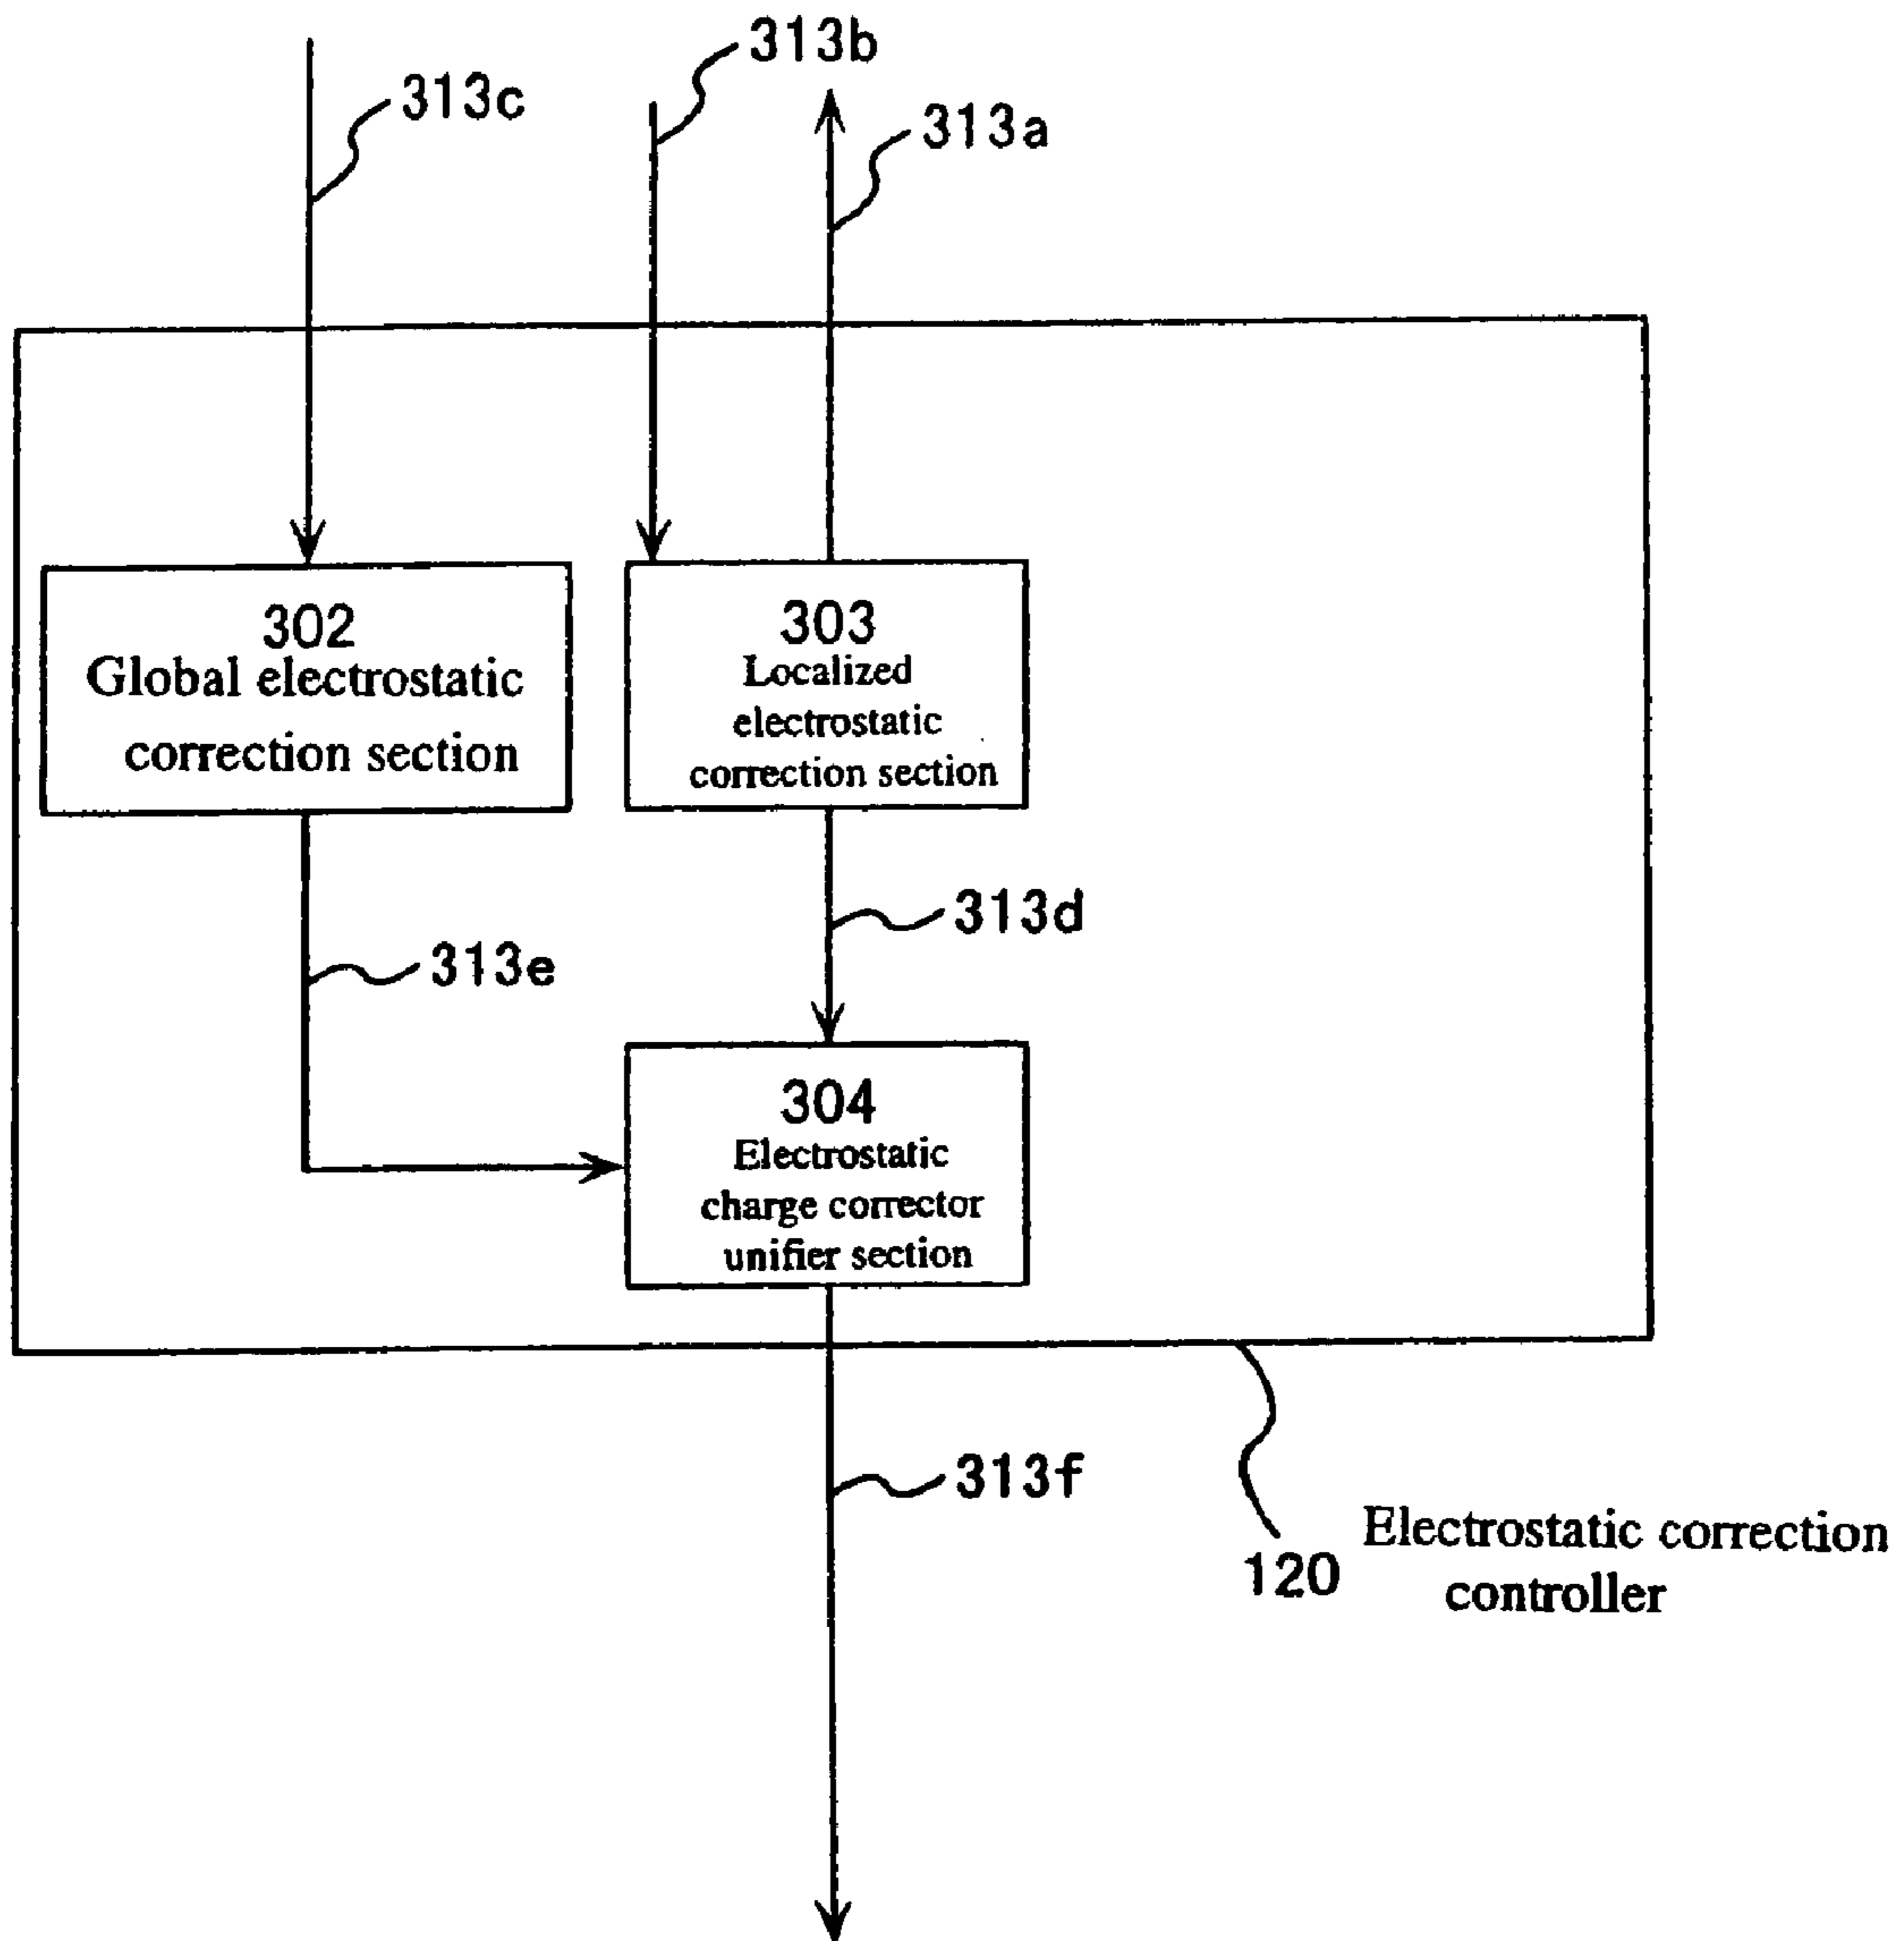 313b
313c
313a
302
Global electrostatic
correction section
303
Localized
electrostatic
correction section
313d
313e
304
Electrostatic
charge corrector
unifier section
313f
120
Electrostatic correction
controller